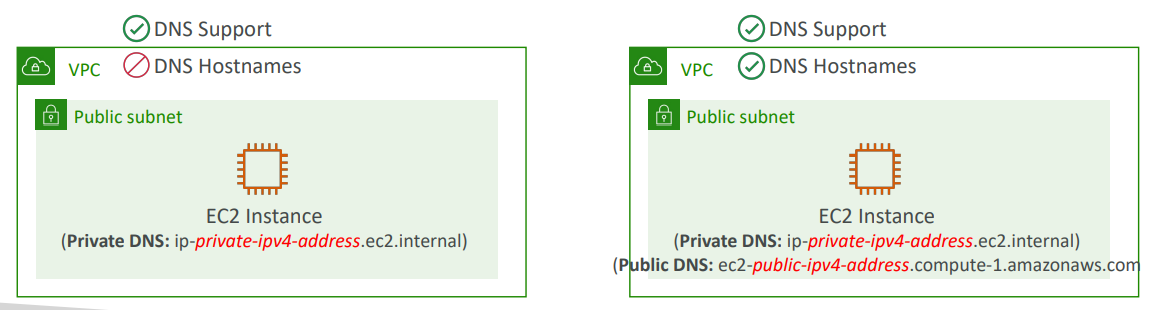 DNS Support
DNS Hostnames
VPC
Public subnet
EC2 Instance
(Private DNS: ip-private-ipv4-address.ec2.internal)
DNS Support
DNS Hostnames
VPC
Public subnet
EC2 Instance
(Private DNS: ip-private-ipv4-address.ec2.internal)
(Public DNS: ec2-public-ipv4-address.compute-1.amazonaws.com